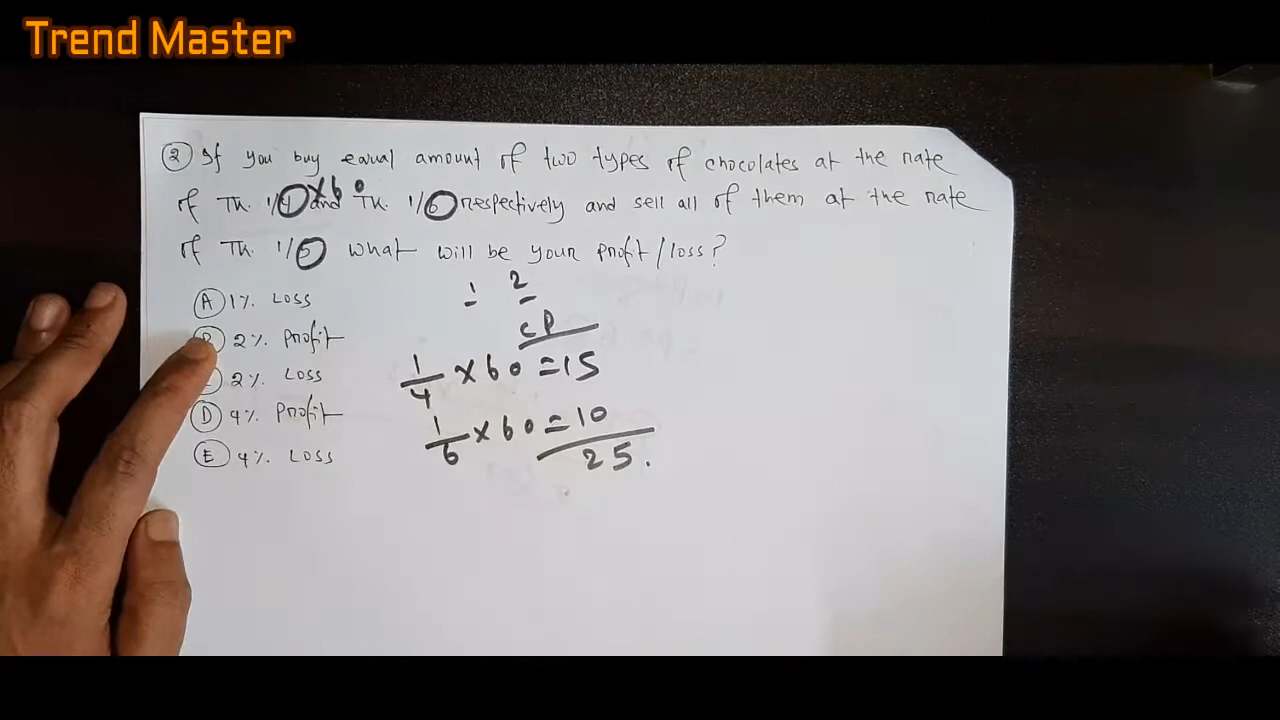 Trend Master
② If you buy equal amount of two types of chocolates at the rate
of Tk. 1/4 and Tk. 1/6 respectively and sell all of them at the rate
of Tk. 1/5 what will be your profit/loss?
×60
Ⓐ 1% Loss
Ⓑ 2% Profit
Ⓒ 2% Loss
Ⓓ 4% Profit
Ⓔ 4% Loss
1 2
CP
1/4 × 60 = 15
1/6 × 60 = 10
25.